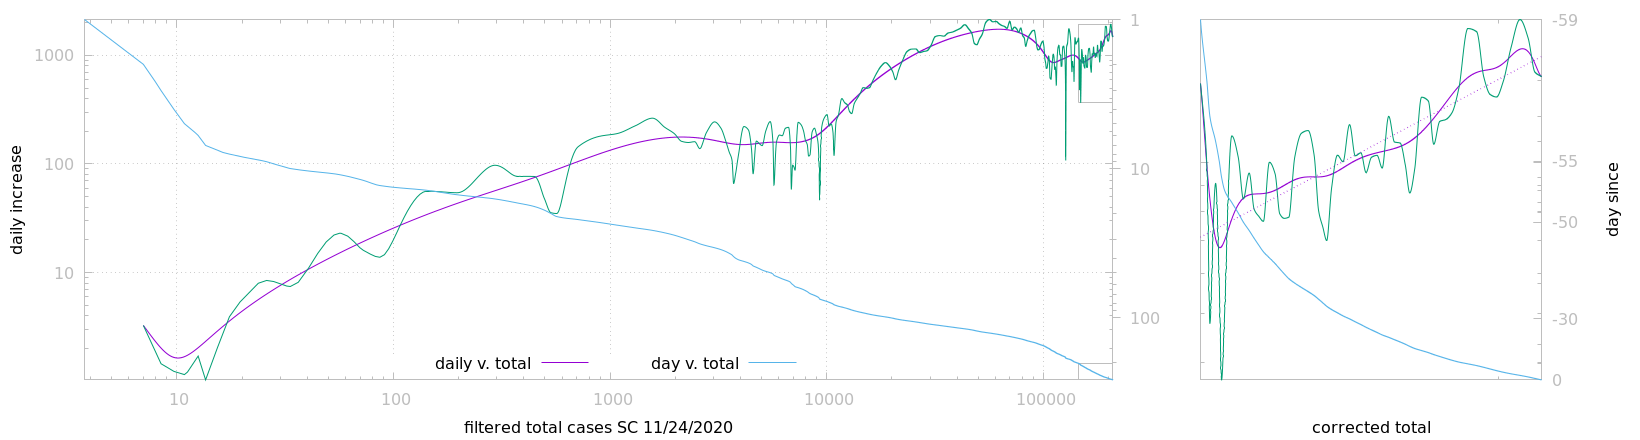 1000
100
10
daily increase
daily v. total
day v. total
10
100
1000
10000
100000
filtered total cases SC 11/24/2020
1
10
100
-59
-55
-50
-30
0
day since
corrected total